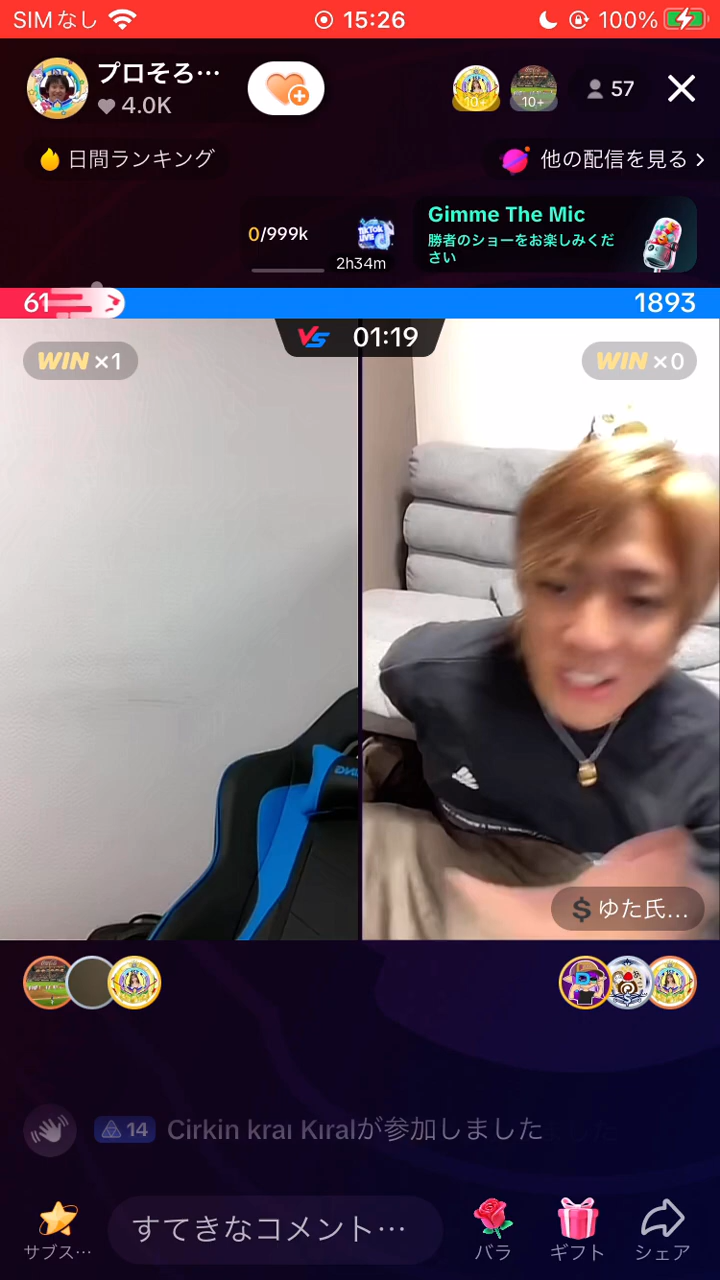 SIMなし 15:26 100%
プロそろ…
4.0K
10+ 10+ 57
日間ランキング
他の配信を見る
0/999k
TikTok LIVE
2h34m
Gimme The Mic
勝者のショーをお楽しみくだ
さい
61 1893
VS 01:19
WIN ×1
WIN ×0
$ ゆた氏…
14 Cirkin kraı Kıralが参加しました
すてきなコメント…
サブス… バラ ギフト シェア